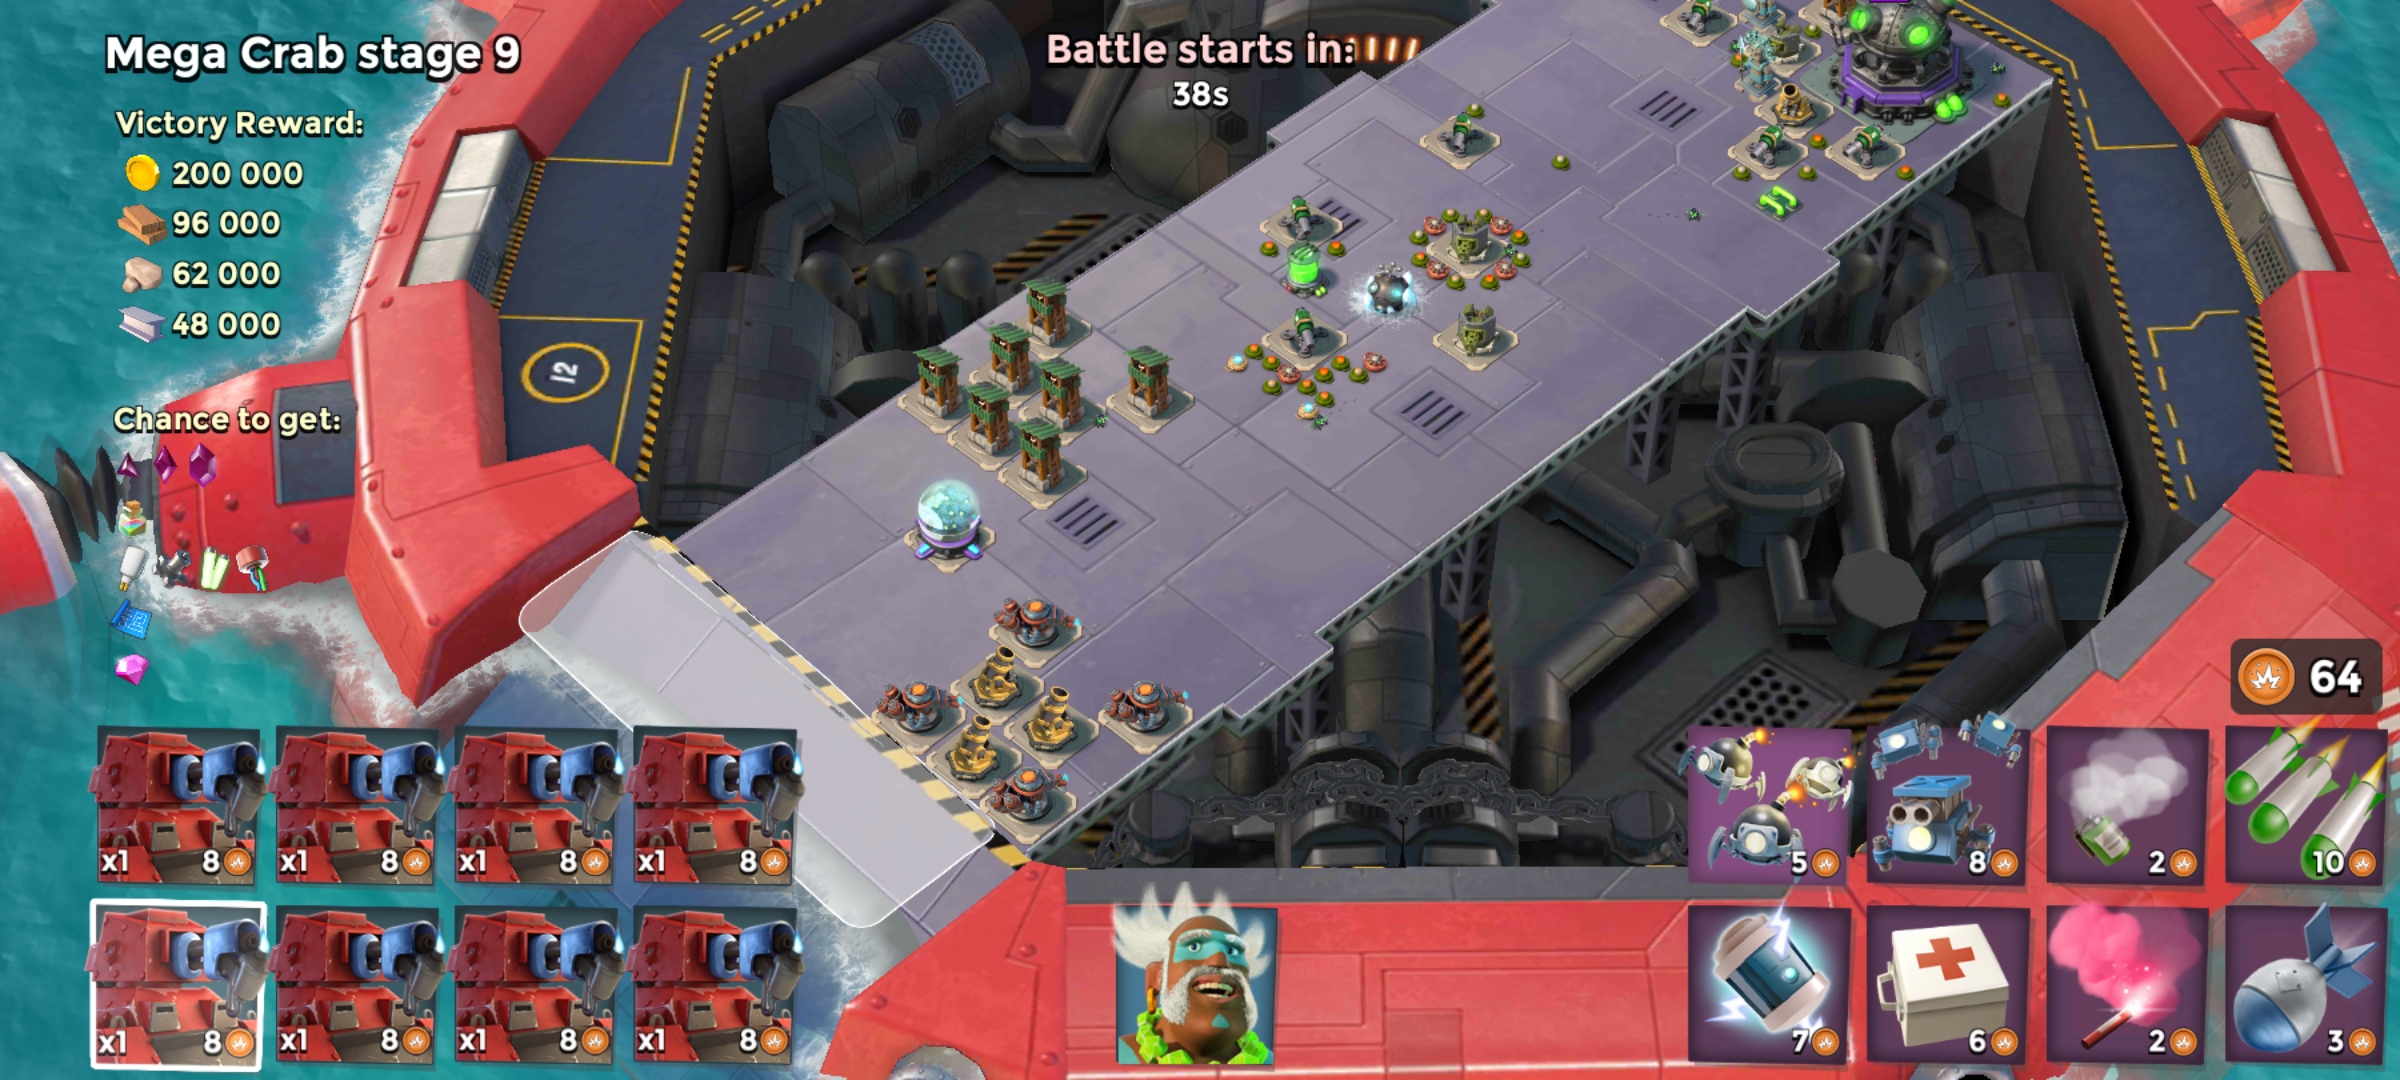 Mega Crab stage 9
Battle starts in:
38s
Victory Reward:
200 000
96 000
62 000
48 000
12
Chance to get:
64
x1 8
x1 8
x1 8
x1 8
5
8
2
10
x1 8
x1 8
x1 8
x1 8
7
6
2
3